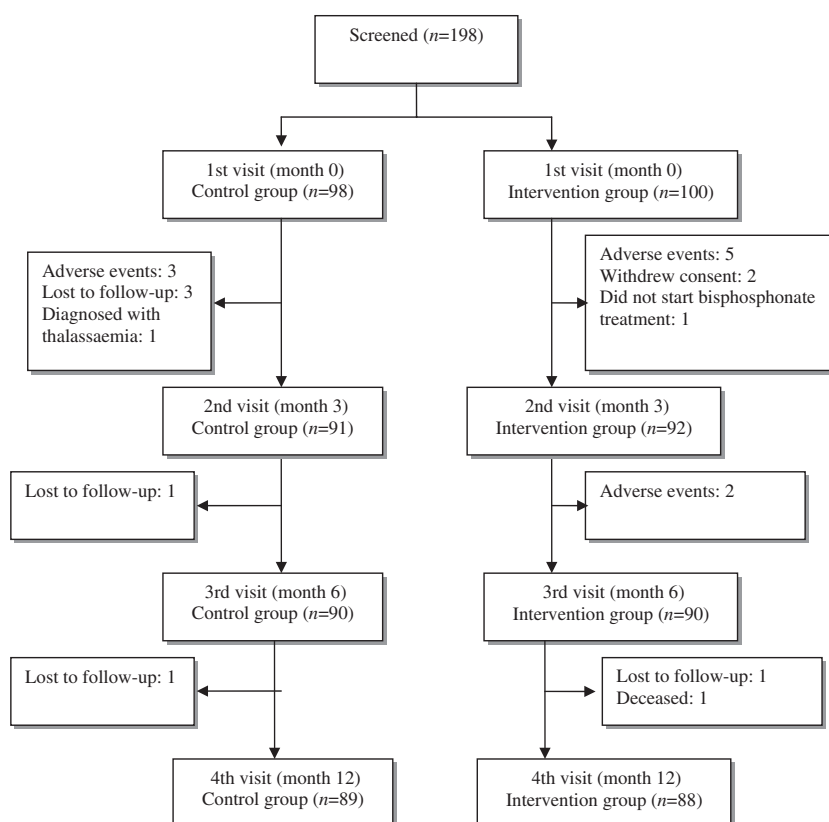 Screened (n=198)
1st visit (month 0)
Control group (n=98)
1st visit (month 0)
Intervention group (n=100)
Adverse events: 3
Lost to follow-up: 3
Diagnosed with
thalassaemia: 1
Adverse events: 5
Withdrew consent: 2
Did not start bisphosphonate
treatment: 1
2nd visit (month 3)
Control group (n=91)
2nd visit (month 3)
Intervention group (n=92)
Lost to follow-up: 1
Adverse events: 2
3rd visit (month 6)
Control group (n=90)
3rd visit (month 6)
Intervention group (n=90)
Lost to follow-up: 1
Lost to follow-up: 1
Deceased: 1
4th visit (month 12)
Control group (n=89)
4th visit (month 12)
Intervention group (n=88)